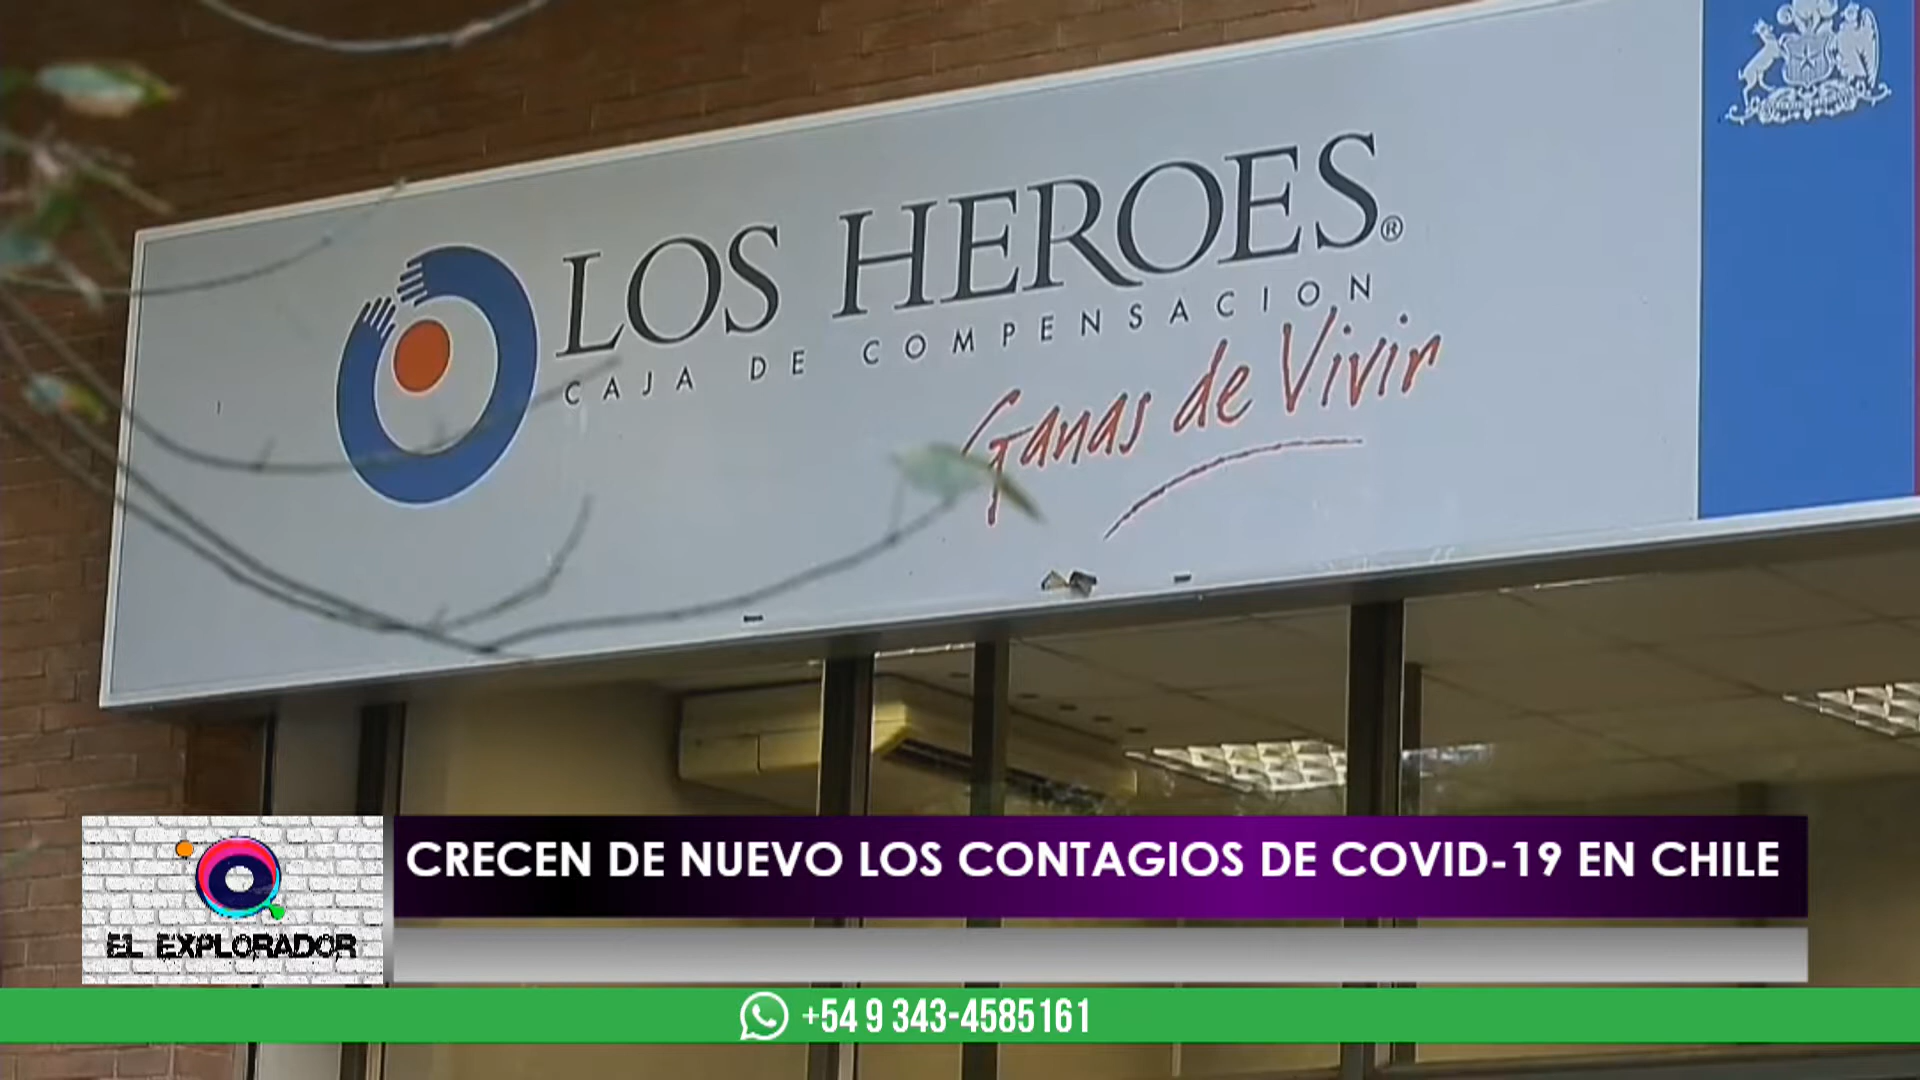 LOS HEROES®
CAJA DE COMPENSACION
Ganas de Vivir
CRECEN DE NUEVO LOS CONTAGIOS DE COVID-19 EN CHILE
EL EXPLORADOR
+54 9 343-4585161